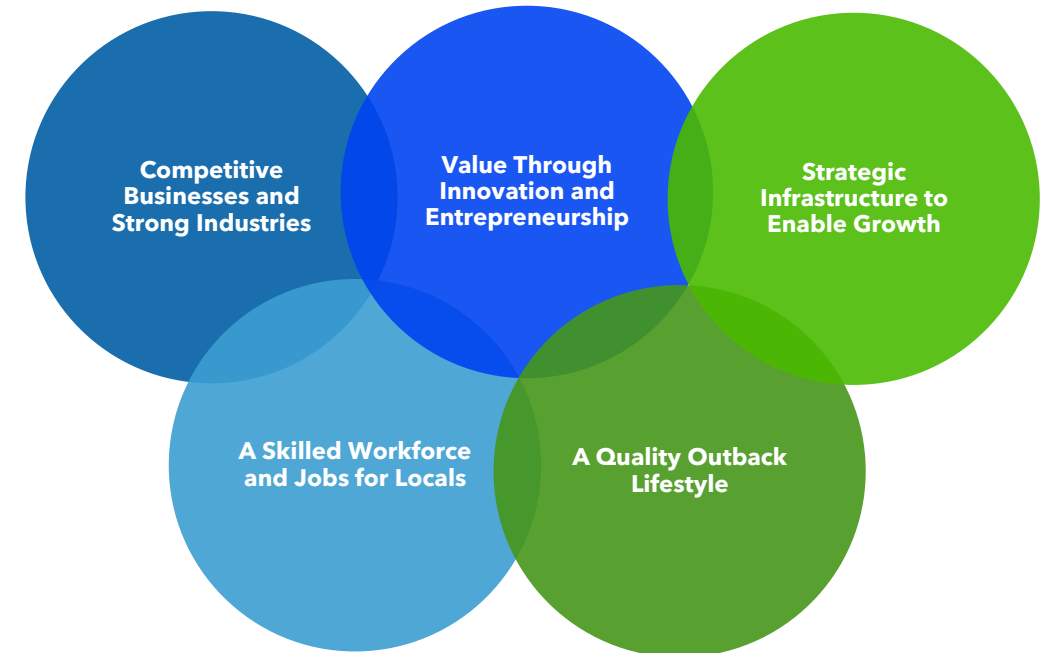 Competitive
Businesses and
Strong Industries
Value Through
Innovation and
Entrepreneurship
Strategic
Infrastructure to
Enable Growth
A Skilled Workforce
and Jobs for Locals
A Quality Outback
Lifestyle